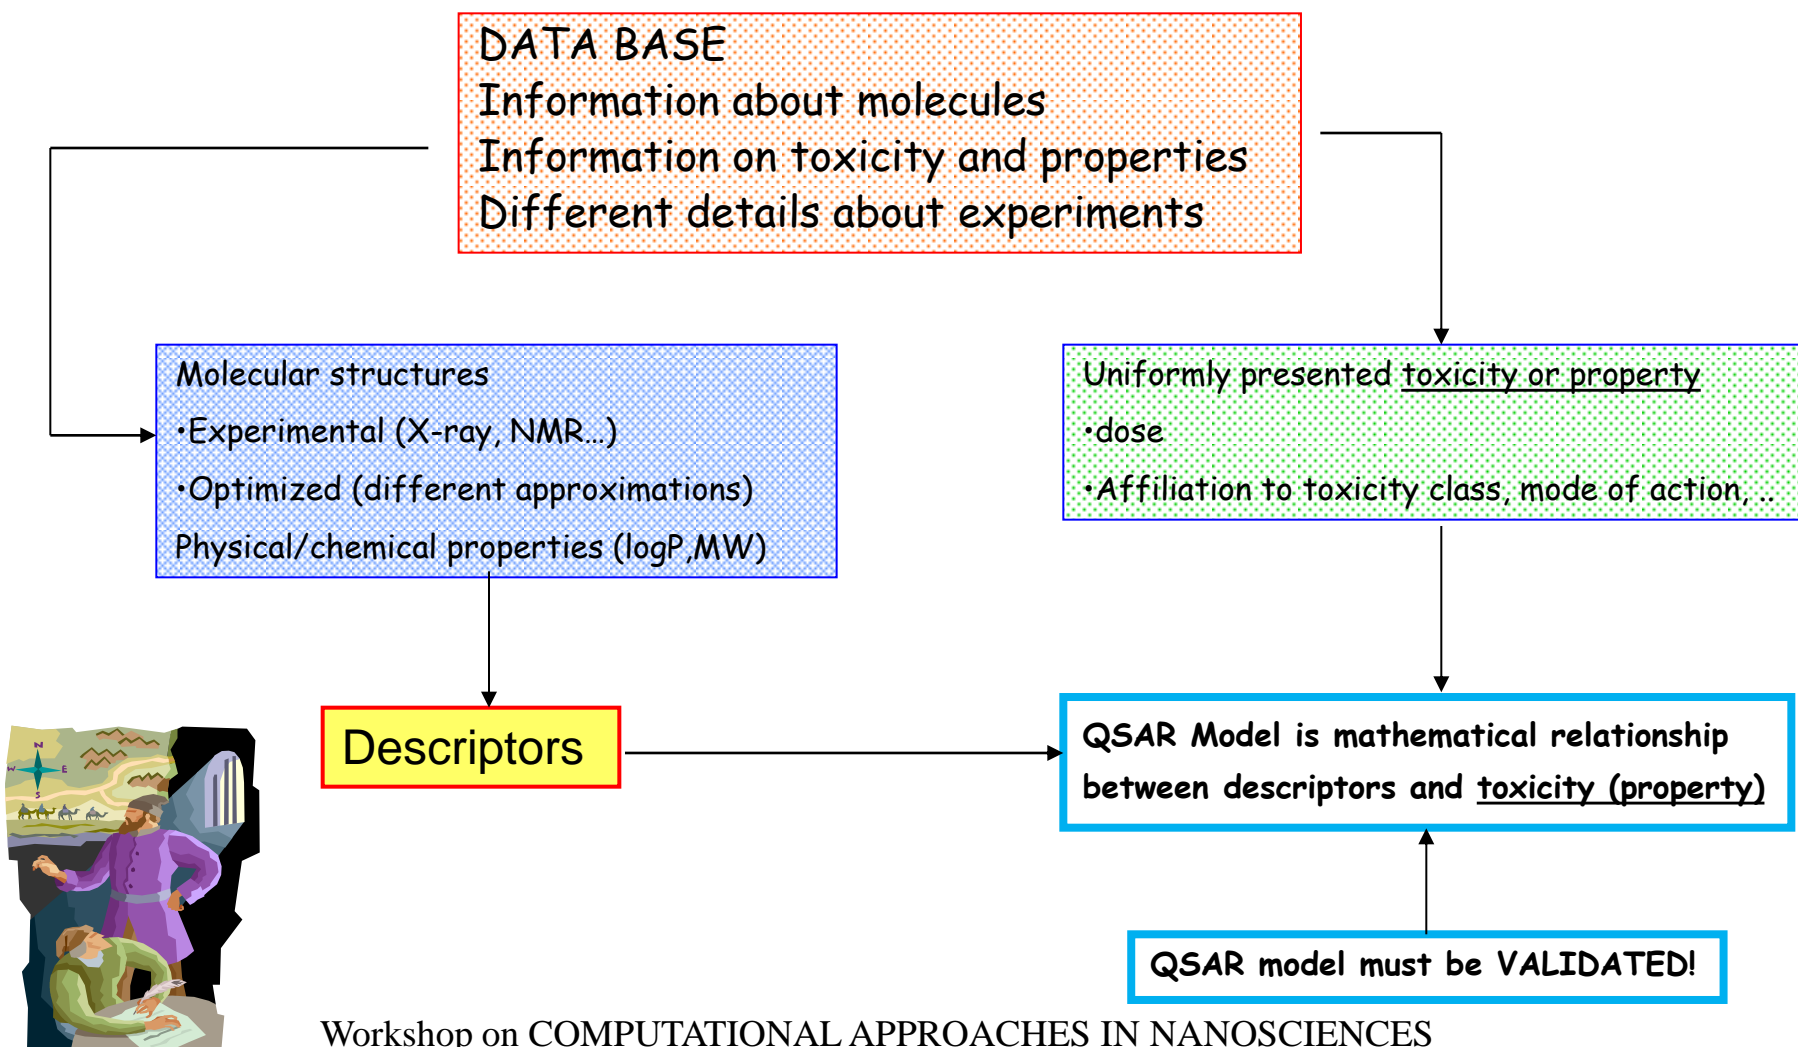 DATA BASE
Information about molecules
Information on toxicity and properties
Different details about experiments
Molecular structures
•Experimental (X-ray, NMR…)
•Optimized (different approximations)
Physical/chemical properties (logP,MW)
Uniformly presented toxicity or property
•dose
•Affiliation to toxicity class, mode of action, ..
Descriptors
QSAR Model is mathematical relationship
between descriptors and toxicity (property)
QSAR model must be VALIDATED!
N
W E
S
Workshop on COMPUTATIONAL APPROACHES IN NANOSCIENCES